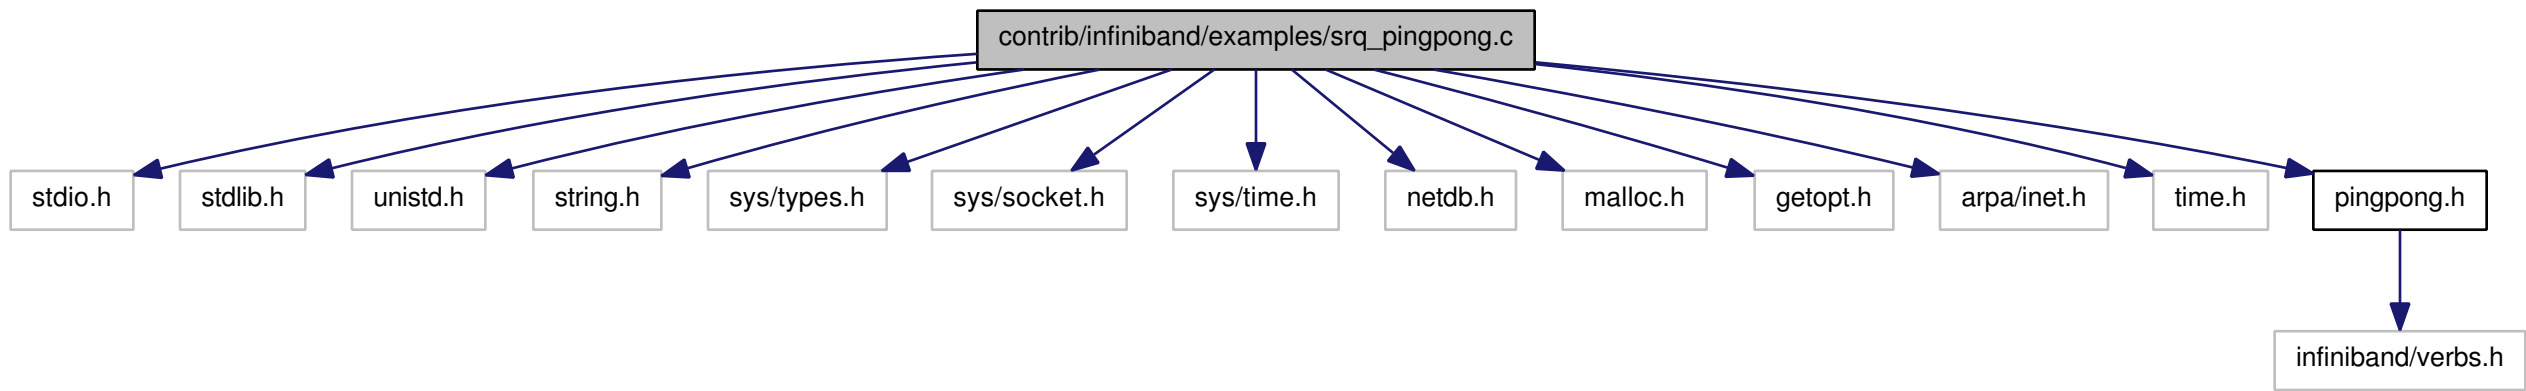 contrib/infiniband/examples/srq_pingpong.c
stdio.h
stdlib.h
unistd.h
string.h
sys/types.h
sys/socket.h
sys/time.h
netdb.h
malloc.h
getopt.h
arpa/inet.h
time.h
pingpong.h
infiniband/verbs.h